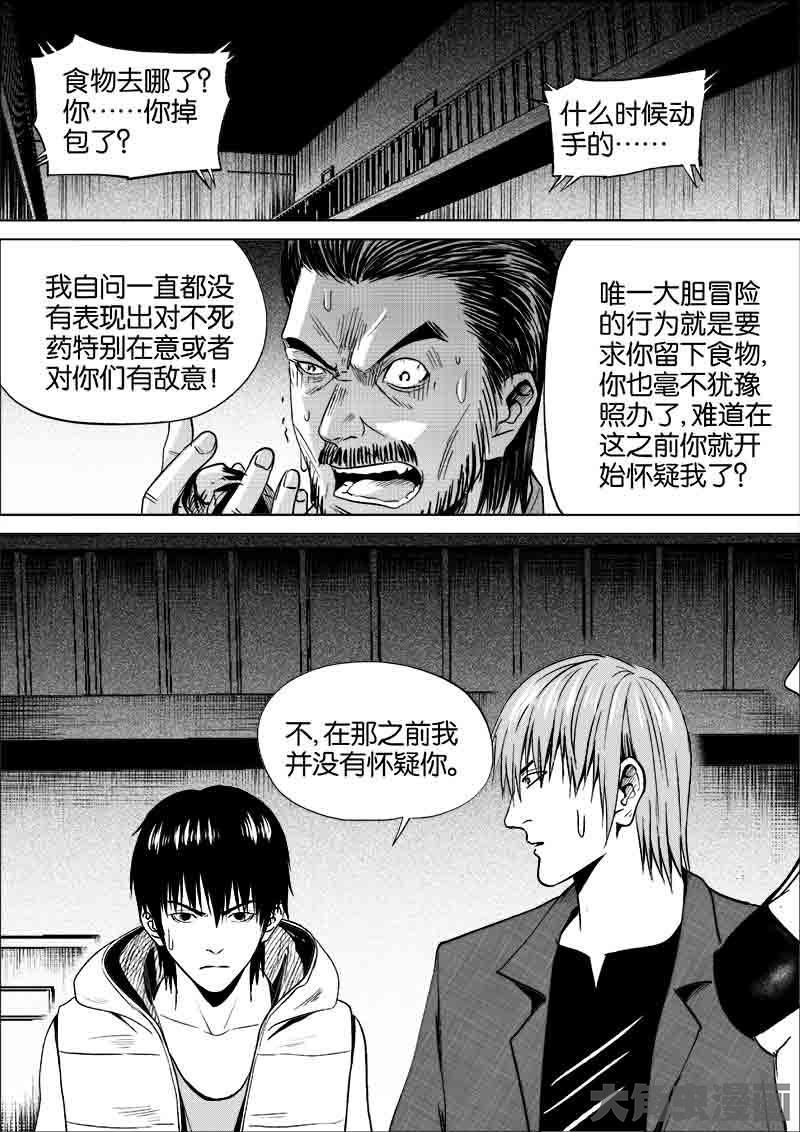 食物去哪了？
你……你掉
包了？
什么时候动
手的……
我自问一直都没
有表现出对不死
药特别在意或者
对你们有敌意！
唯一大胆冒险
的行为就是要
求你留下食物，
你也毫不犹豫
照办了，难道在
这之前你就开
始怀疑我了？
不，在那之前我
并没有怀疑你。
大角虫漫画